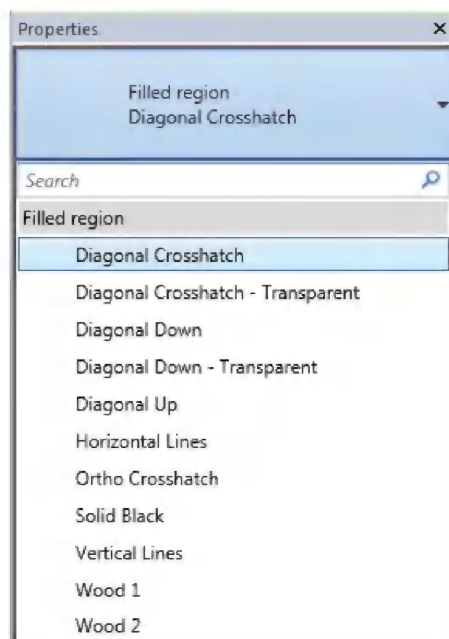 Properties
Filled region
Diagonal Crosshatch
Search
Filled region
Diagonal Crosshatch
Diagonal Crosshatch - Transparent
Diagonal Down
Diagonal Down - Transparent
Diagonal Up
Horizontal Lines
Ortho Crosshatch
Solid Black
Vertical Lines
Wood 1
Wood 2